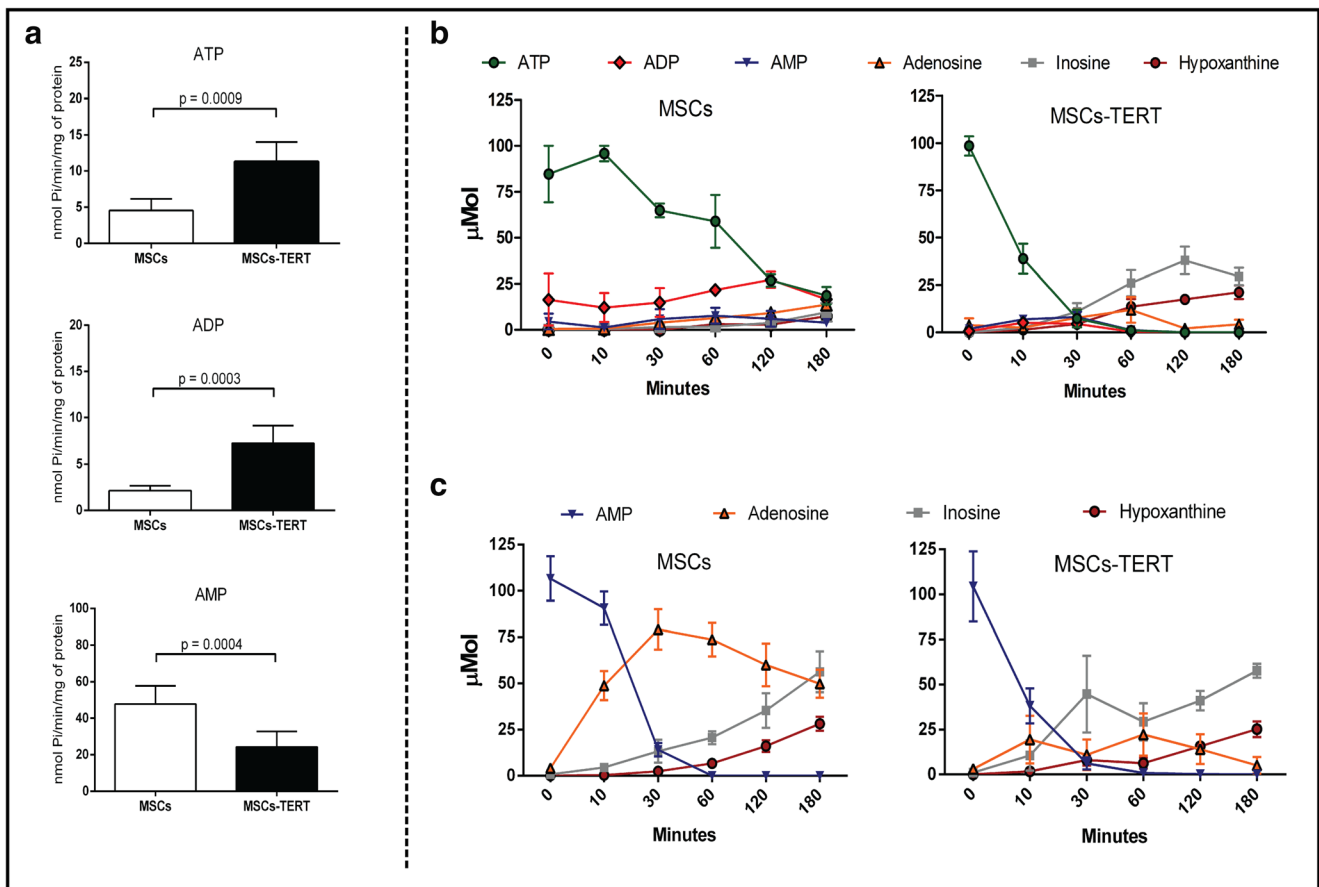 a
ATP
nmol Pi/min/mg of protein
25
20
15
10
5
0
p = 0.0009
MSCs
MSCs-TERT
ADP
nmol Pi/min/mg of protein
20
15
10
5
0
p = 0.0003
MSCs
MSCs-TERT
AMP
nmol Pi/min/mg of protein
100
80
60
40
20
0
p = 0.0004
MSCs
MSCs-TERT
b
ATP ADP AMP Adenosine Inosine Hypoxanthine
MSCs
μMol
125
100
75
50
25
0
0 10 30 60 120 180
Minutes
MSCs-TERT
125
100
75
50
25
0
0 10 30 60 120 180
Minutes
c
AMP Adenosine Inosine Hypoxanthine
MSCs
μMol
125
100
75
50
25
0
0 10 30 60 120 180
Minutes
MSCs-TERT
125
100
75
50
25
0
0 10 30 60 120 180
Minutes